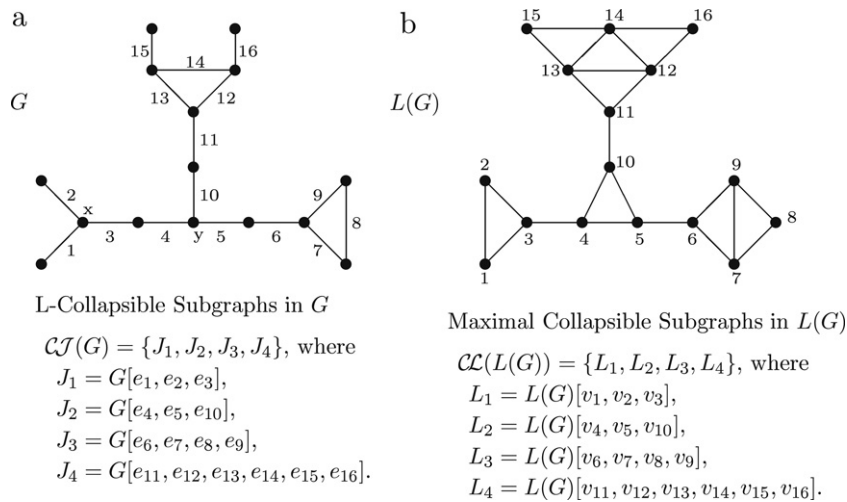 a
b
15
16
14
13
12
G
11
2
x
10
9
3
4
5
6
8
y
1
7
15
14
16
13
12
L(G)
11
2
10
9
3
4
5
6
8
1
7
L-Collapsible Subgraphs in G
𝒞𝒥(G) = {J₁, J₂, J₃, J₄}, where
J₁ = G[e₁, e₂, e₃],
J₂ = G[e₄, e₅, e₁₀],
J₃ = G[e₆, e₇, e₈, e₉],
J₄ = G[e₁₁, e₁₂, e₁₃, e₁₄, e₁₅, e₁₆].
Maximal Collapsible Subgraphs in L(G)
𝒞ℒ(L(G)) = {L₁, L₂, L₃, L₄}, where
L₁ = L(G)[v₁, v₂, v₃],
L₂ = L(G)[v₄, v₅, v₁₀],
L₃ = L(G)[v₆, v₇, v₈, v₉],
L₄ = L(G)[v₁₁, v₁₂, v₁₃, v₁₄, v₁₅, v₁₆].